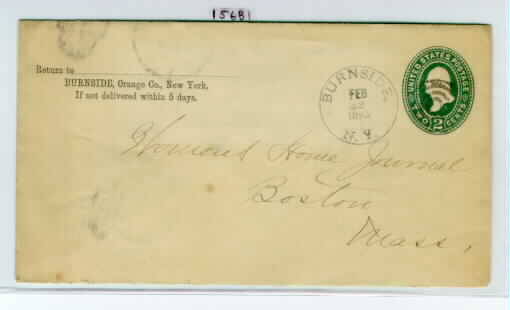 15681
Return to
BURNSIDE, Orange Co., New York.
If not delivered within 5 days.
BURNSIDE
FEB
N. Y.
UNITED STATES POSTAGE
TWO 2 CENTS
Woman's Home Journal
Boston
Mass.